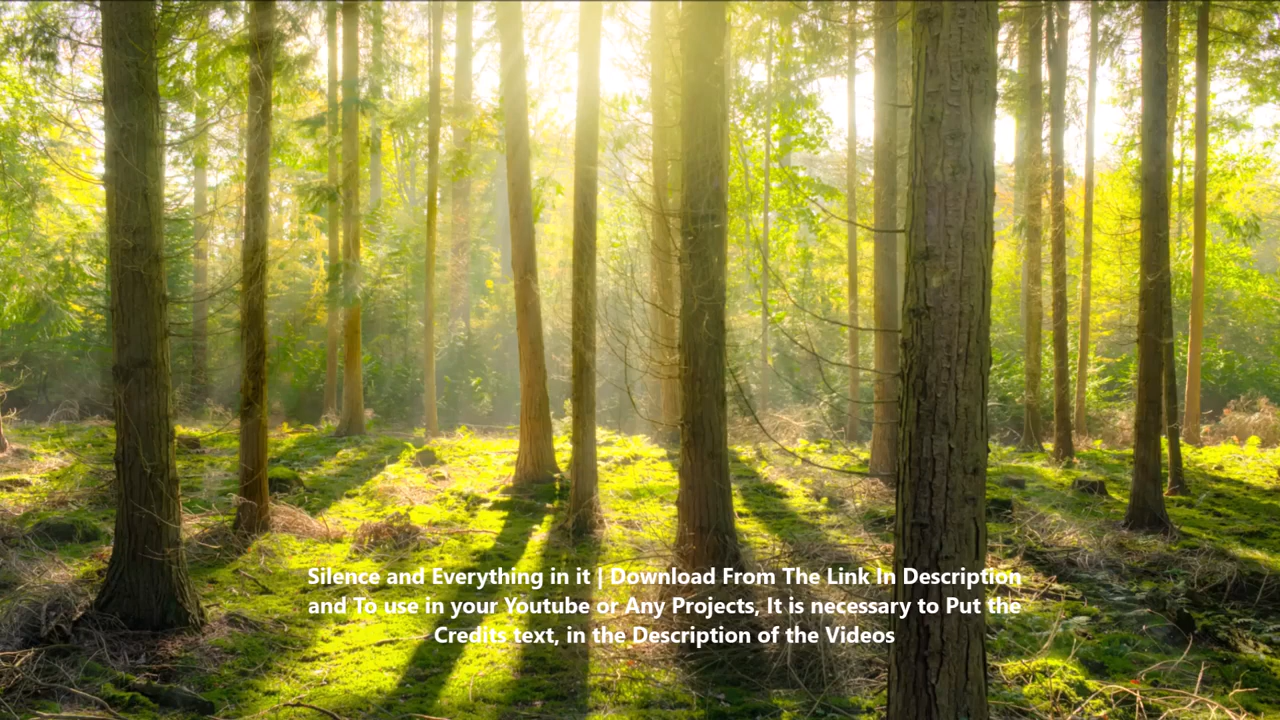 Silence and Everything in it | Download From The Link In Description
and To use in your Youtube or Any Projects, It is necessary to Put the
Credits text, in the Description of the Videos